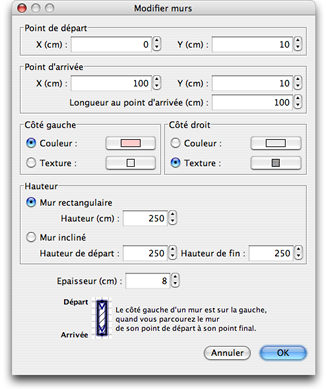 Modifier murs
Point de départ
X (cm) : 0 Y (cm) : 10
Point d'arrivée
X (cm) : 100 Y (cm) : 10
Longueur au point d'arrivée (cm) : 100
Côté gauche Côté droit
Couleur : Couleur :
Texture : Texture :
Hauteur
Mur rectangulaire
Hauteur (cm) : 250
Mur incliné
Hauteur de départ : 250 Hauteur de fin : 250
Epaisseur (cm) : 8
Départ
Le côté gauche d'un mur est sur la gauche,
quand vous parcourez le mur
de son point de départ à son point final.
Arrivée
Annuler OK